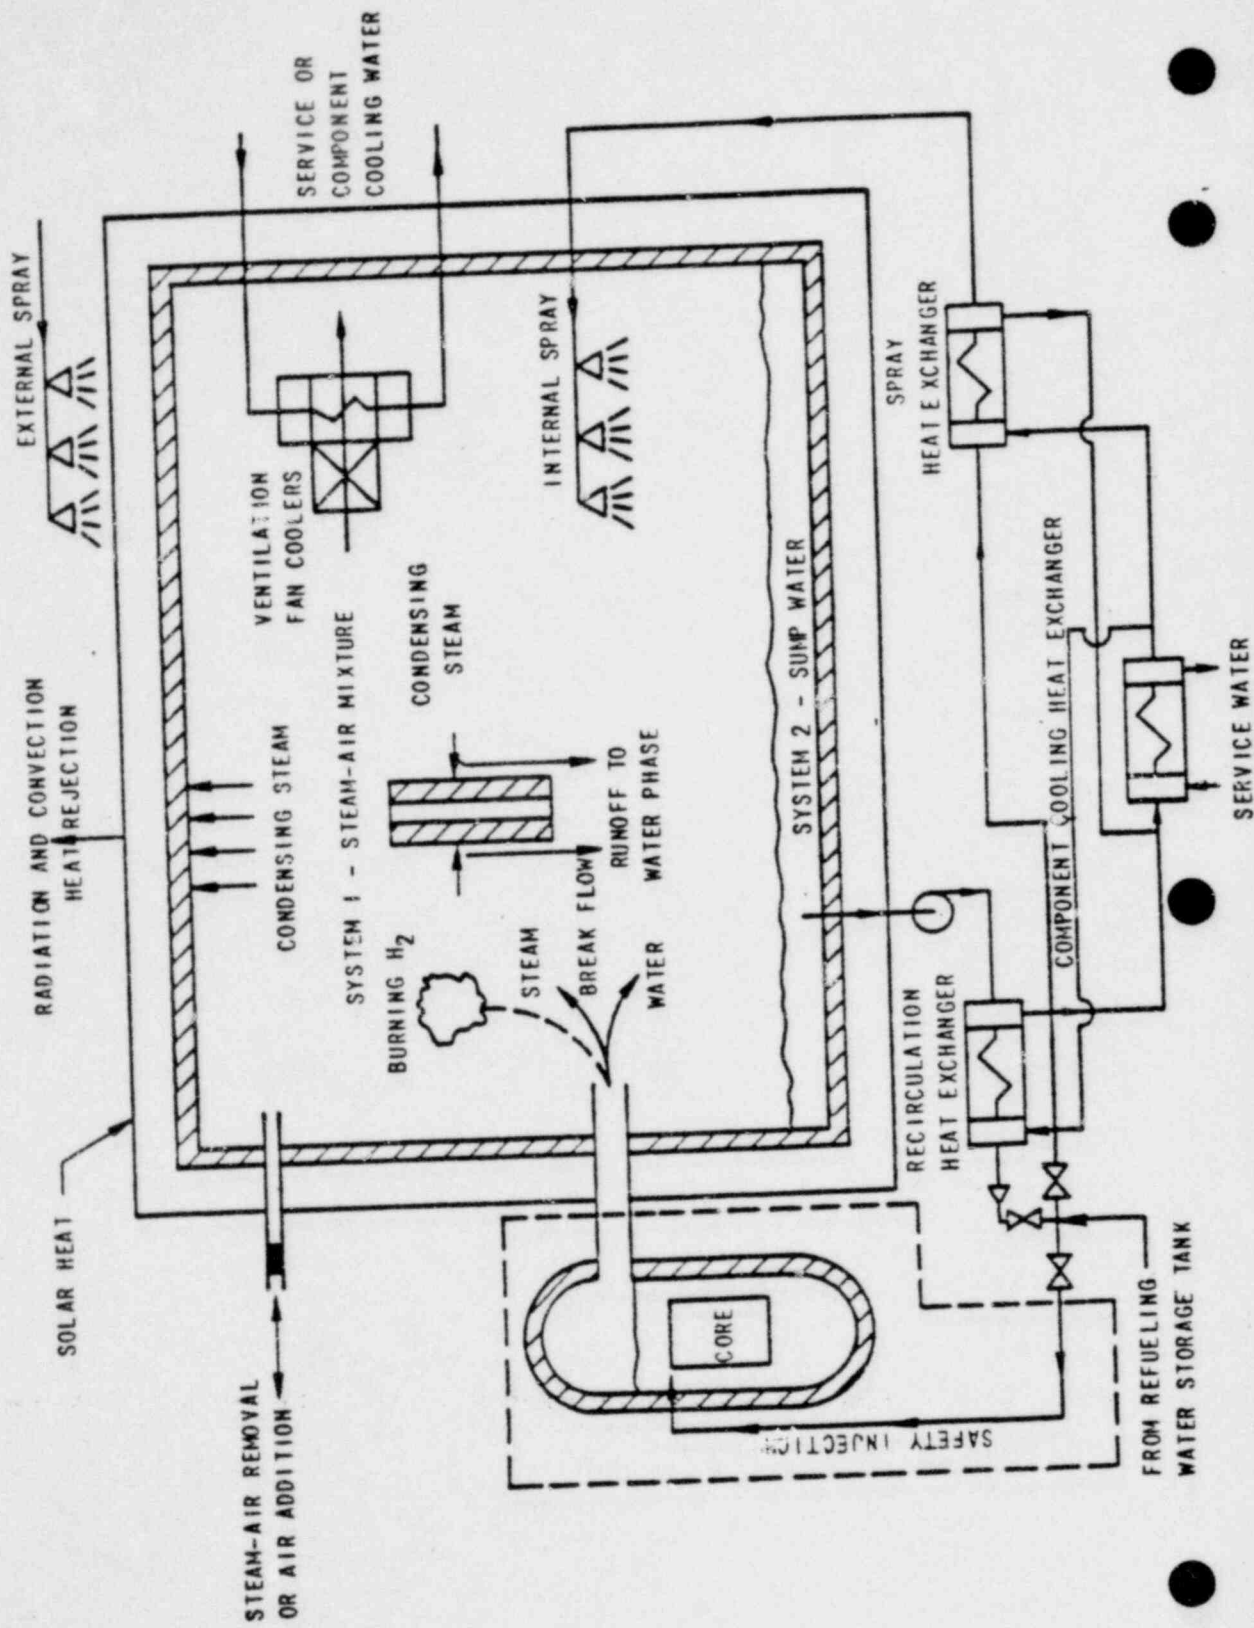 EXTERNAL SPRAY
RADIATION AND CONVECTION
HEAT REJECTION
SOLAR HEAT
STEAM-AIR REMOVAL
OR AIR ADDITION
SERVICE OR
COMPONENT
COOLING WATER
VENTILATION
FAN COOLERS
CONDENSING STEAM
SYSTEM I - STEAM-AIR MIXTURE
BURNING H2
CONDENSING
STEAM
STEAM
BREAK FLOW
WATER
RUNOFF TO
WATER PHASE
INTERNAL SPRAY
SYSTEM 2 - SUMP WATER
CORE
SAFETY INJECTION
RECIRCULATION
HEAT EXCHANGER
SPRAY
HEAT E XCHANGER
COMPONENT COOLING HEAT EXCHANGER
SERVICE WATER
FROM REFUELING
WATER STORAGE TANK